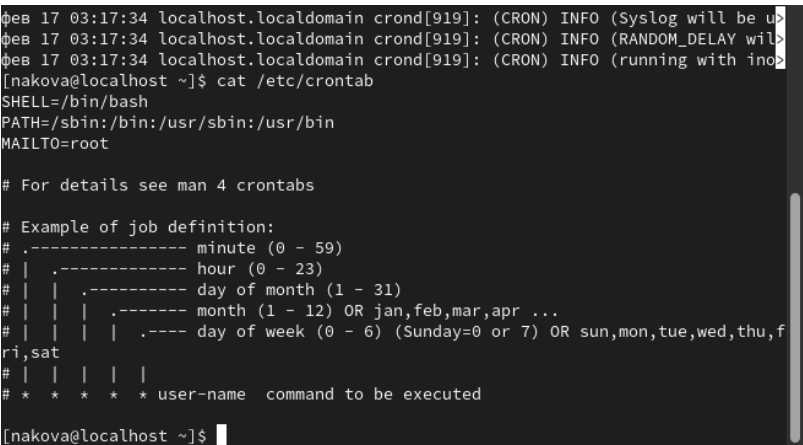 фев 17 03:17:34 localhost.localdomain crond[919]: (CRON) INFO (Syslog will be u>
фев 17 03:17:34 localhost.localdomain crond[919]: (CRON) INFO (RANDOM_DELAY wil>
фев 17 03:17:34 localhost.localdomain crond[919]: (CRON) INFO (running with ino>
[nakova@localhost ~]$ cat /etc/crontab
SHELL=/bin/bash
PATH=/sbin:/bin:/usr/sbin:/usr/bin
MAILTO=root

# For details see man 4 crontabs

# Example of job definition:
# .---------------- minute (0 - 59)
# |  .------------- hour (0 - 23)
# |  |  .---------- day of month (1 - 31)
# |  |  |  .------- month (1 - 12) OR jan,feb,mar,apr ...
# |  |  |  |  .---- day of week (0 - 6) (Sunday=0 or 7) OR sun,mon,tue,wed,thu,f
ri,sat
# |  |  |  |  |
# *  *  *  *  * user-name  command to be executed

[nakova@localhost ~]$